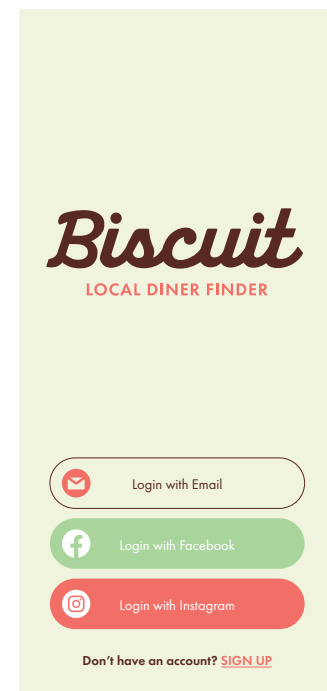 Biscuit
LOCAL DINER FINDER
Login with Email
Login with Facebook
Login with Instagram
Don't have an account? SIGN UP